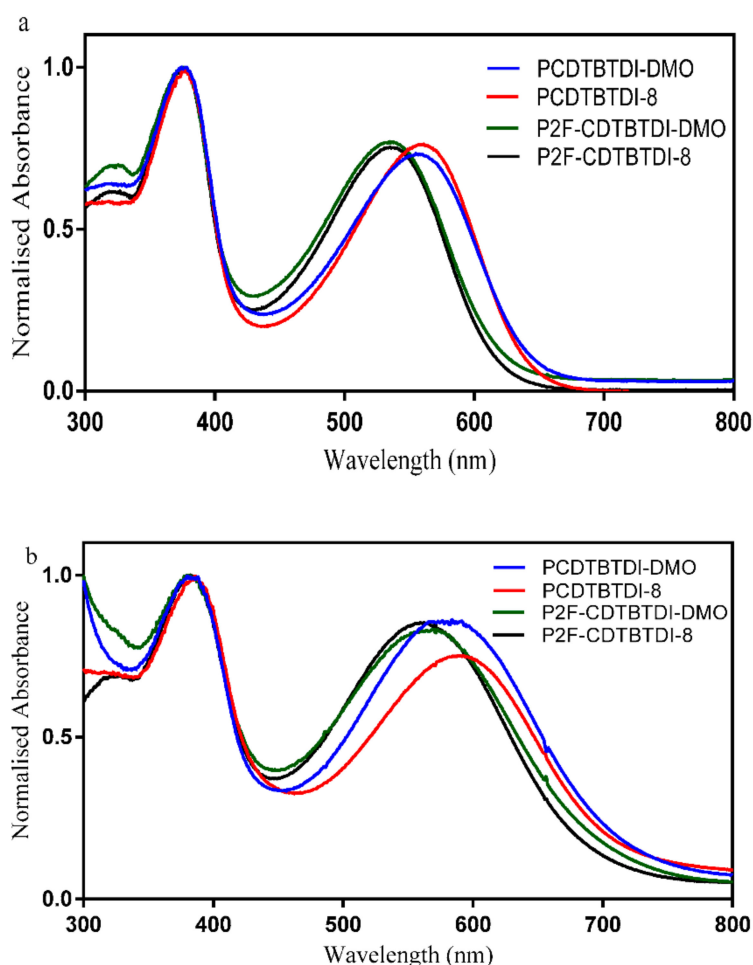 a
1.0
0.5
0.0
Normalised Absorbance
PCDTBTDI-DMO
PCDTBTDI-8
P2F-CDTBTDI-DMO
P2F-CDTBTDI-8
300 400 500 600 700 800
Wavelength (nm)
b
1.0
0.5
0.0
Normalised Absorbance
PCDTBTDI-DMO
PCDTBTDI-8
P2F-CDTBTDI-DMO
P2F-CDTBTDI-8
300 400 500 600 700 800
Wavelength (nm)